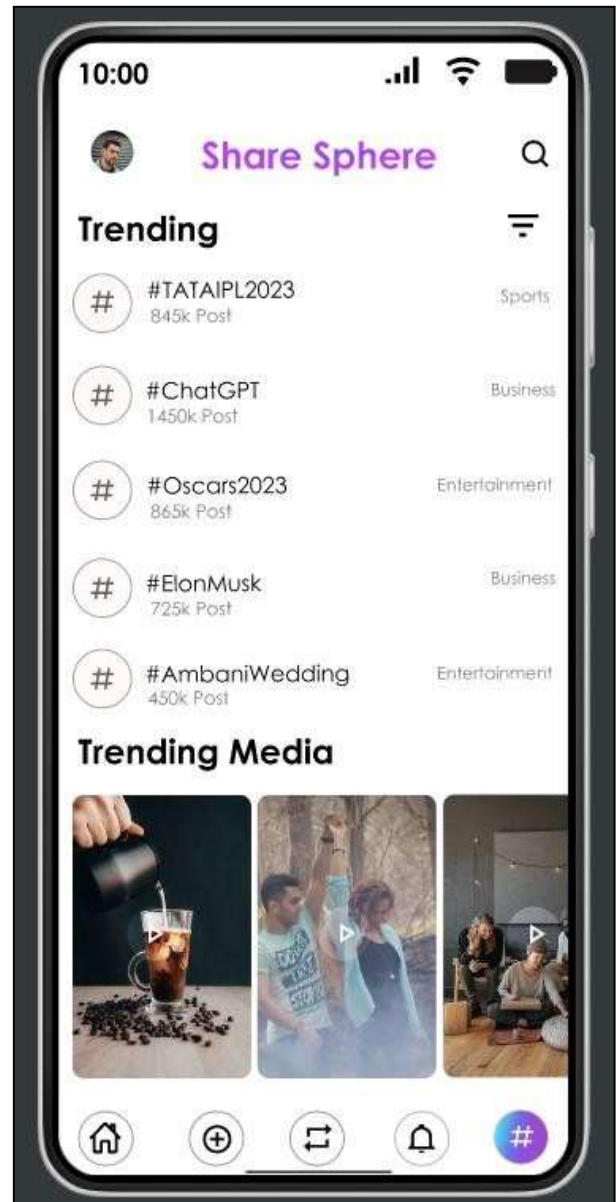 10:00
Share Sphere
Trending
#TATAIPL2023
Sports
845k Post
#ChatGPT
Business
1450k Post
#Oscars2023
Entertainment
865k Post
#ElonMusk
Business
725k Post
#AmbaniWedding
Entertainment
450k Post
Trending Media